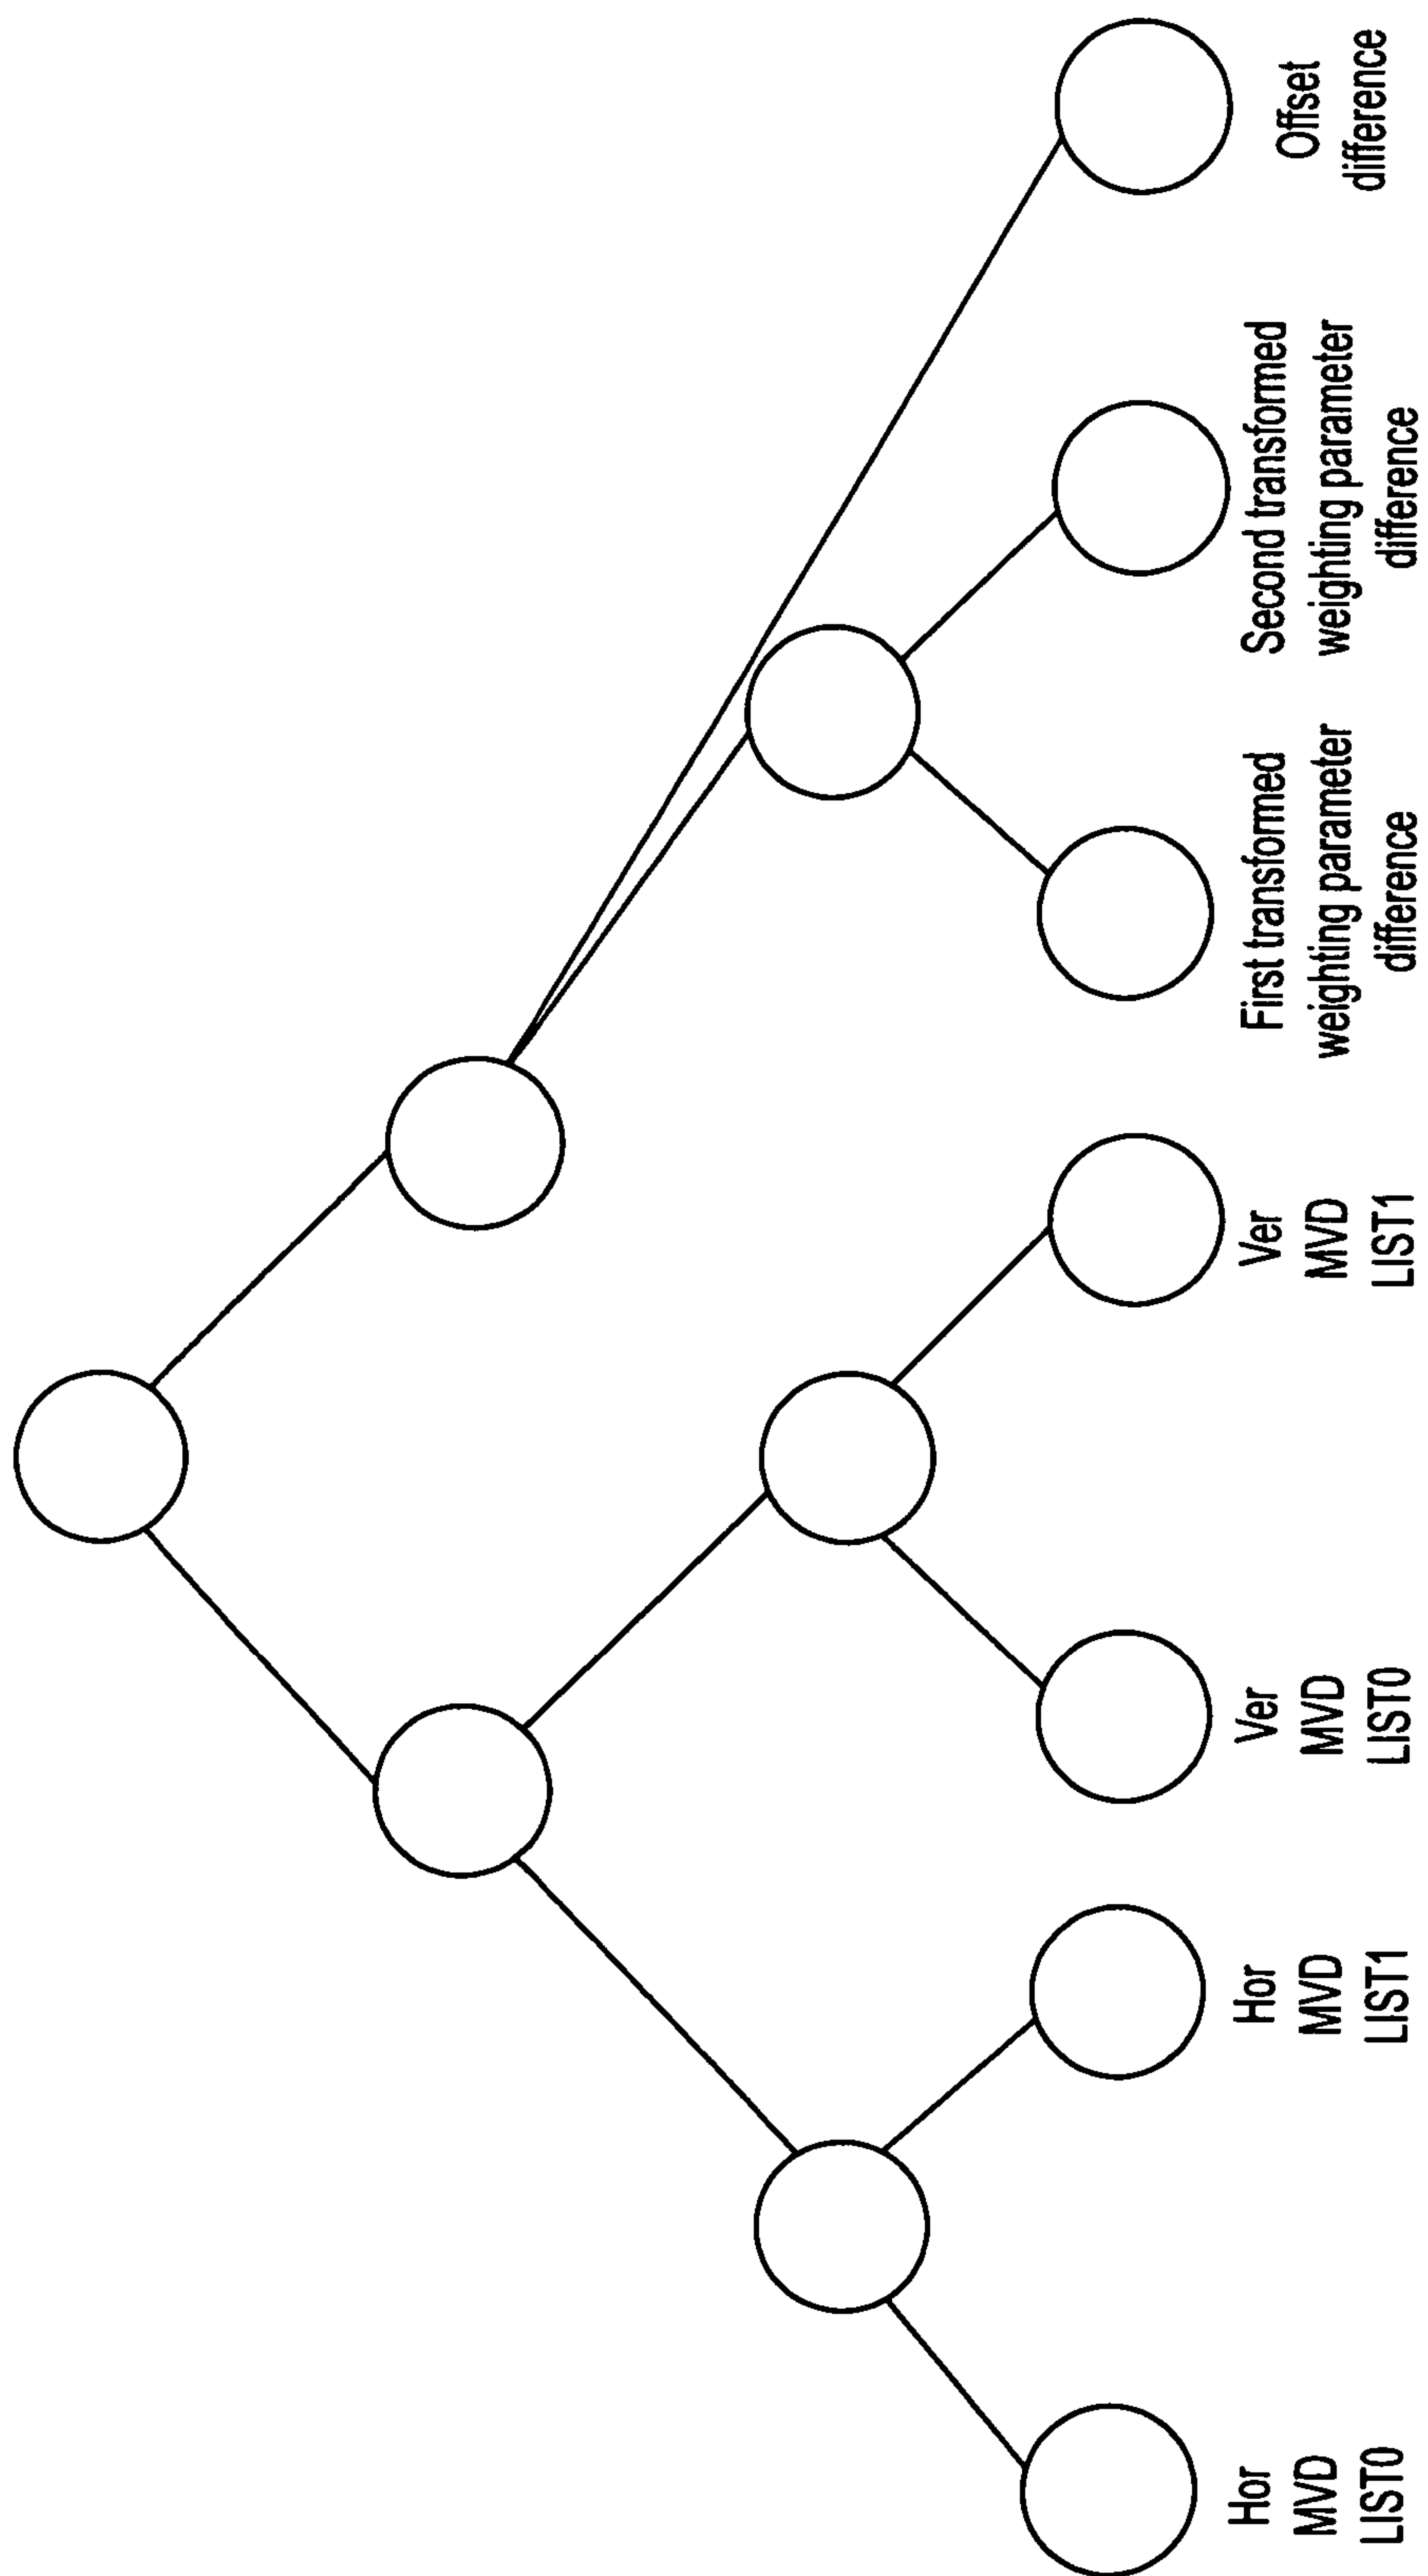 Hor
MVD
LIST0
Hor
MVD
LIST1
Ver
MVD
LIST0
Ver
MVD
LIST1
First transformed
weighting parameter
difference
Second transformed
weighting parameter
difference
Offset
difference